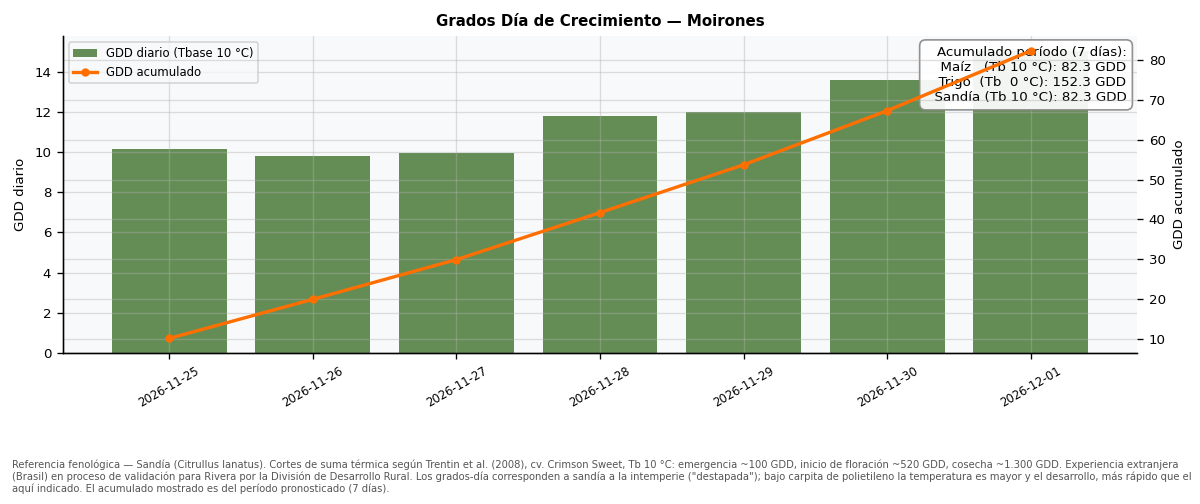 Grados Día de Crecimiento — Moirones
GDD diario (Tbase 10 °C)
GDD acumulado
Acumulado período (7 días):
Maíz (Tb 10 °C): 82.3 GDD
Trigo (Tb 0 °C): 152.3 GDD
Sandía (Tb 10 °C): 82.3 GDD
GDD diario
0
2
4
6
8
10
12
14
GDD acumulado
10
20
30
40
50
60
70
80
2026-11-25
2026-11-26
2026-11-27
2026-11-28
2026-11-29
2026-11-30
2026-12-01
Referencia fenológica — Sandía (Citrullus lanatus). Cortes de suma térmica según Trentin et al. (2008), cv. Crimson Sweet, Tb 10 °C: emergencia ~100 GDD, inicio de floración ~520 GDD, cosecha ~1.300 GDD. Experiencia extranjera
(Brasil) en proceso de validación para Rivera por la División de Desarrollo Rural. Los grados-día corresponden a sandía a la intemperie ("destapada"); bajo carpita de polietileno la temperatura es mayor y el desarrollo, más rápido que el
aquí indicado. El acumulado mostrado es del período pronosticado (7 días).